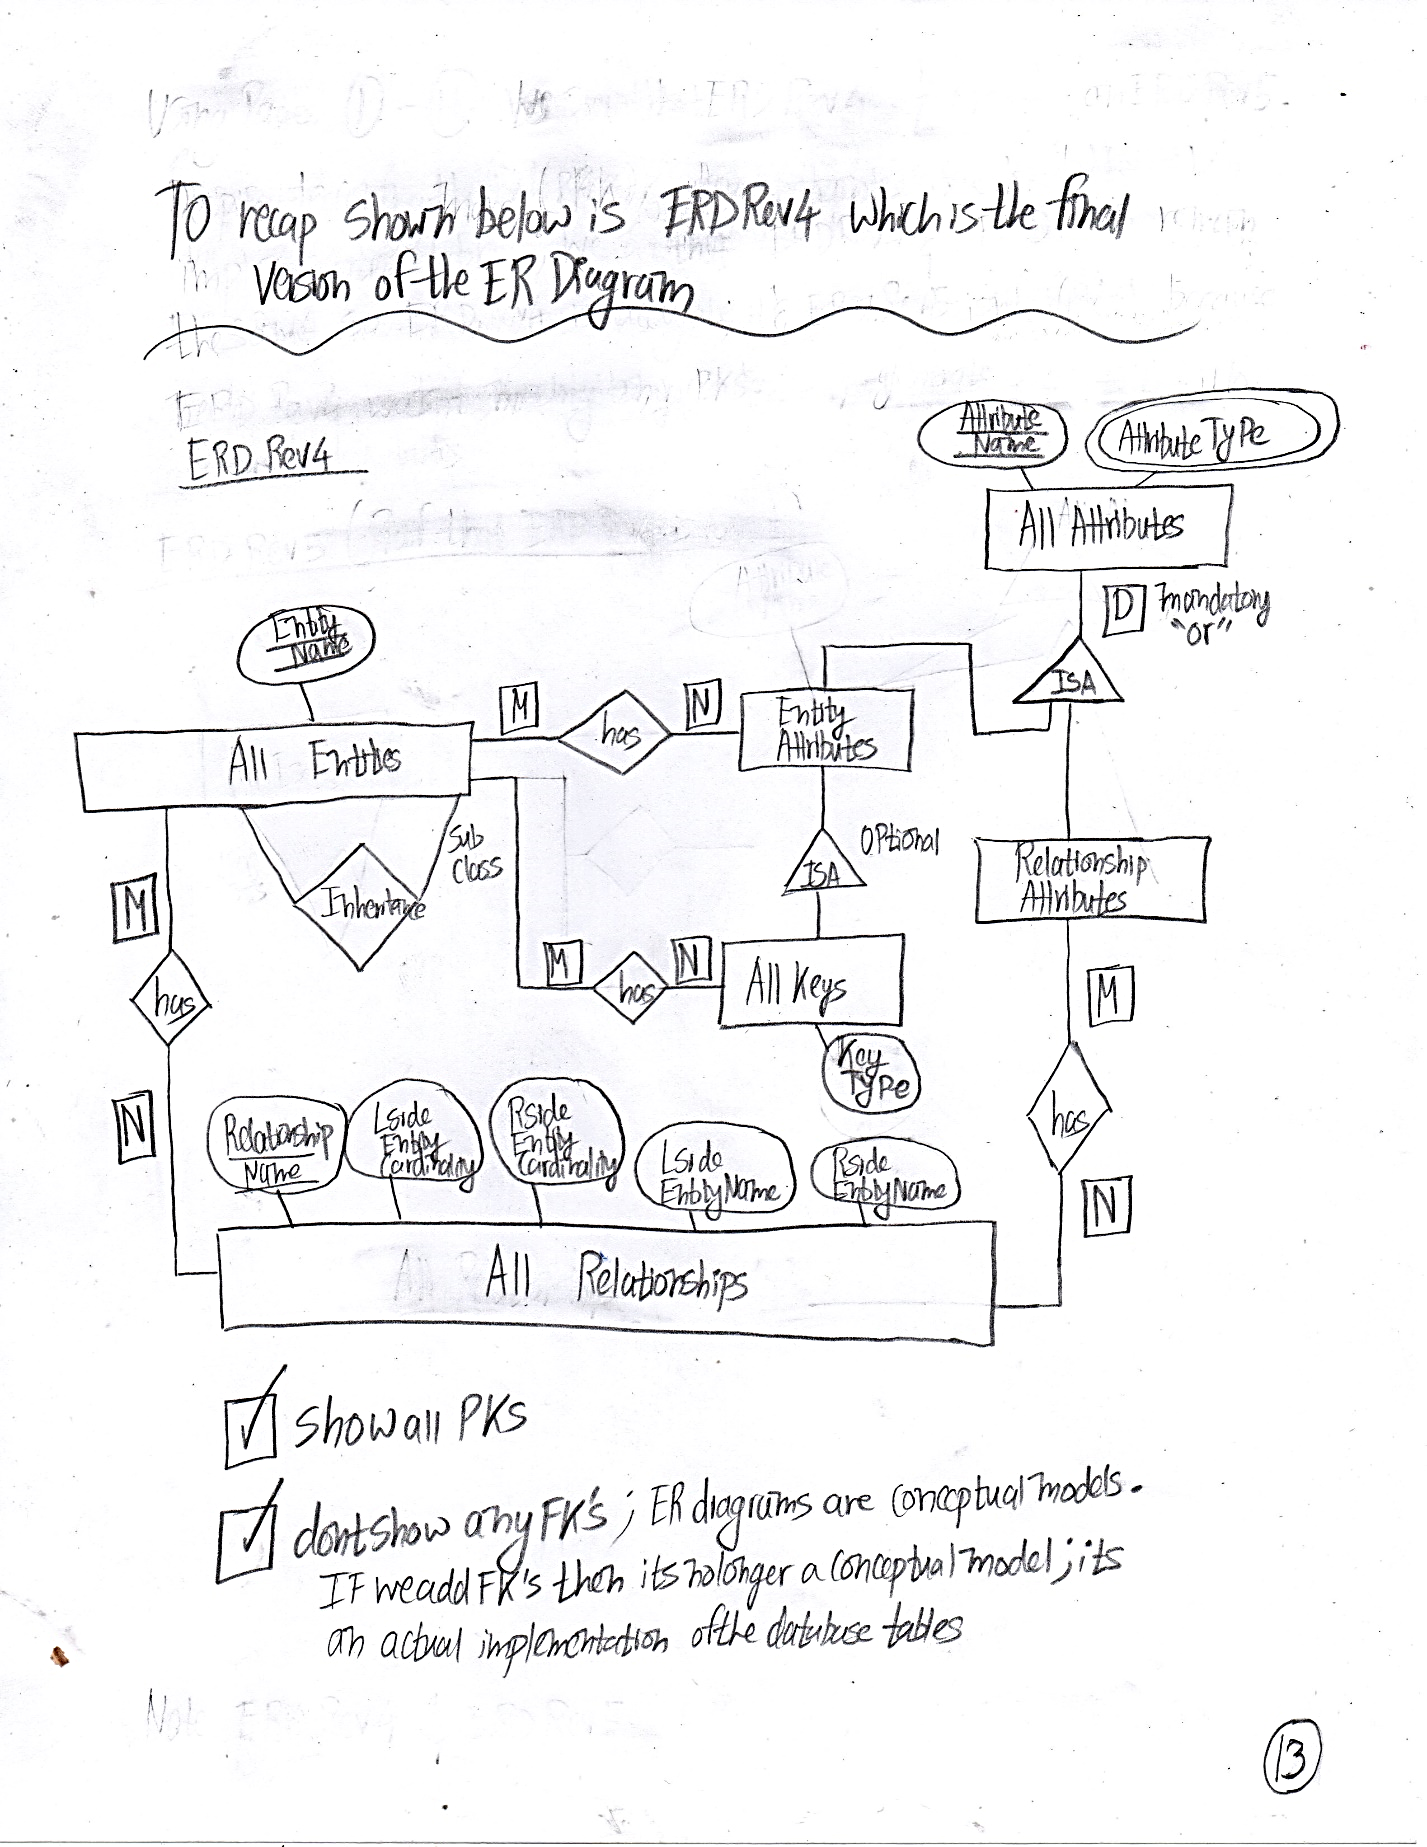 To recap shown below is ERD Rev4 which is the final
version of the ER Diagram
ERD Rev4
Attribute
Name
Attribute Type
All Attributes
D
mandatory
"or"
ISA
Entity
Name
All Entities
M
has
N
Entity
Attributes
Sub
Class
Inheritance
ISA
Optional
Relationship
Attributes
M
has
N
M
has
N
All Keys
Key
Type
M
has
N
Relationship
Name
Lside
Entity
Cardinality
Rside
Entity
Cardinality
Lside
Entity Name
Rside
Entity Name
All Relationships
show all PKs
dont show any FK's ; ER diagrams are conceptual models.
IF we add FK's then its no longer a conceptual model; its
an actual implementation of the database tables
13